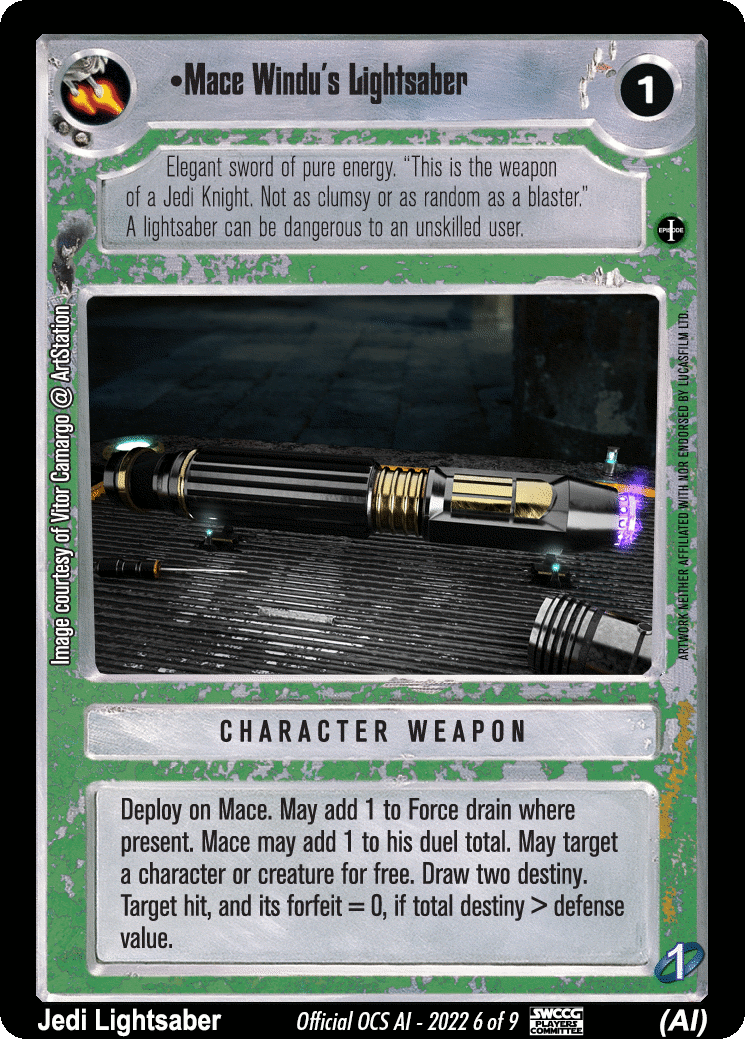 •Mace Windu's Lightsaber
1
Elegant sword of pure energy. "This is the weapon
of a Jedi Knight. Not as clumsy or as random as a blaster."
A lightsaber can be dangerous to an unskilled user.
EPISODE
I
Image courtesy of Vitor Camargo @ ArtStation
ARTWORK NEITHER AFFILIATED WITH NOR ENDORSED BY LUCASFILM LTD.
CHARACTER WEAPON
Deploy on Mace. May add 1 to Force drain where
present. Mace may add 1 to his duel total. May target
a character or creature for free. Draw two destiny.
Target hit, and its forfeit = 0, if total destiny > defense
value.
1
Jedi Lightsaber
Official OCS AI - 2022 6 of 9
SWCCG
PLAYERS
COMMITTEE
(AI)